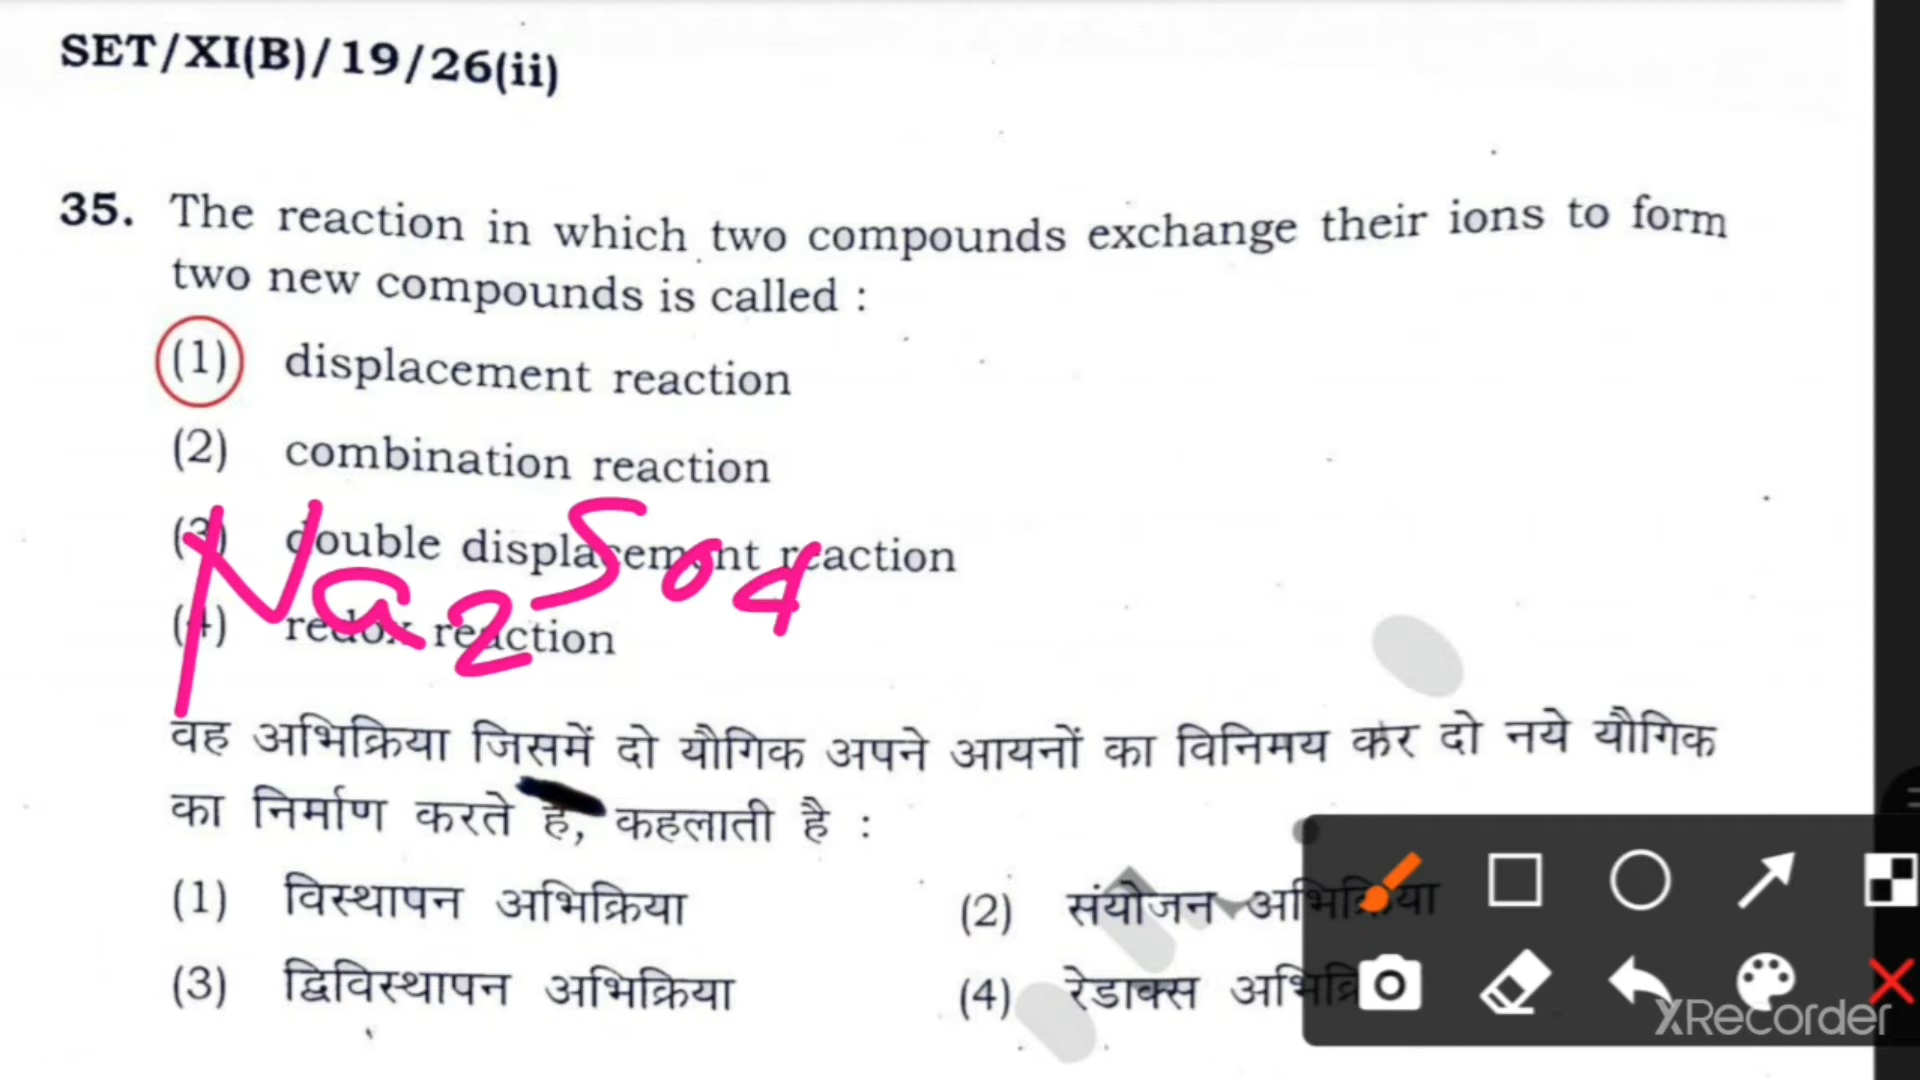 SET/XI(B)/19/26(ii)
35. The reaction in which two compounds exchange their ions to form
two new compounds is called :
(1) displacement reaction
(2) combination reaction
(3) double displacement reaction
Na2SO4
(4) redox reaction
वह अभिक्रिया जिसमें दो यौगिक अपने आयनों का विनिमय कर दो नये यौगिक
का निर्माण करते है, कहलाती है :
(1) विस्थापन अभिक्रिया (2) संयोजन अभिक्रिया
(3) द्विविस्थापन अभिक्रिया (4) रेडाक्स
XRecorder